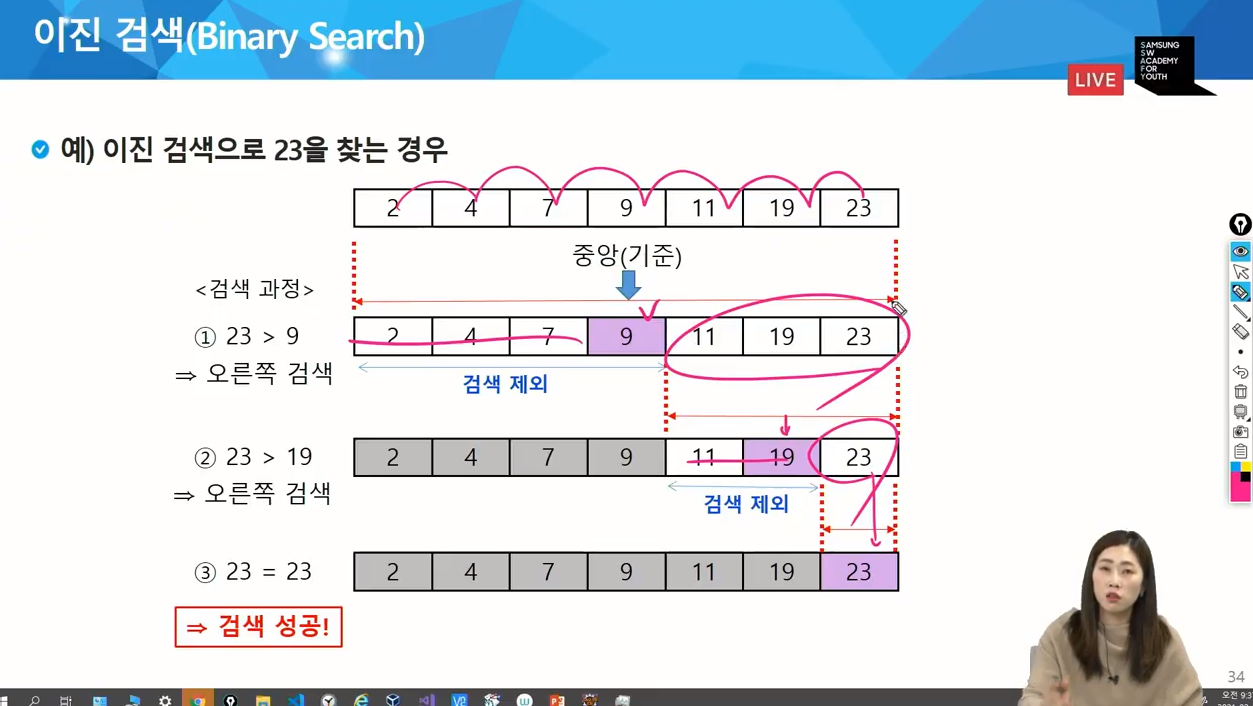 이진 검색(Binary Search)
SAMSUNG
SW
ACADEMY
FOR
YOUTH
LIVE
예) 이진 검색으로 23을 찾는 경우
2 4 7 9 11 19 23
중앙(기준)
<검색 과정>
① 23 > 9
2 4 7 9 11 19 23
⇒ 오른쪽 검색
검색 제외
② 23 > 19
2 4 7 9 11 19 23
⇒ 오른쪽 검색
검색 제외
③ 23 = 23
2 4 7 9 11 19 23
⇒ 검색 성공!
34